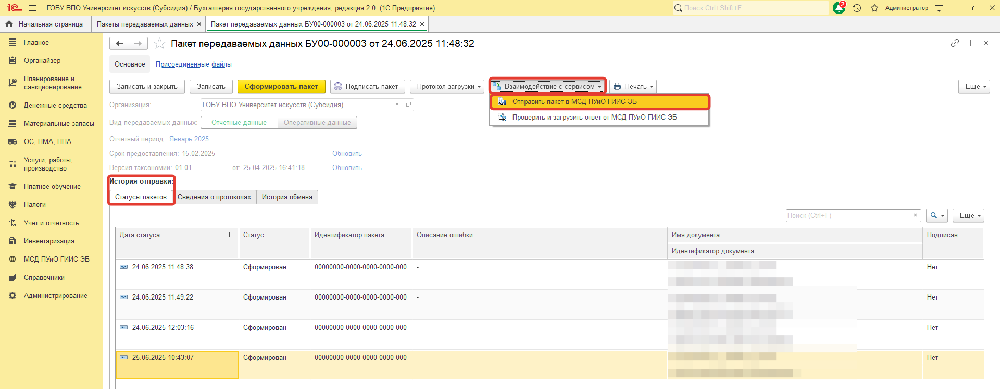 ГОБУ ВПО Университет искусств (Субсидия) / Бухгалтерия государственного учреждения, редакция 2.0 (1С:Предприятие)
Поиск Ctrl+Shift+F
2
Администратор
Начальная страница
Пакеты передаваемых данных ×
Пакет передаваемых данных БУ00-000003 от 24.06.2025 11:48:32 ×
Главное
Органайзер
Планирование и
санкционирование
Денежные средства
Материальные запасы
ОС, НМА, НПА
Услуги, работы,
производство
Платное обучение
Налоги
Учет и отчетность
Инвентаризация
МСД ПУиО ГИИС ЭБ
Справочники
Администрирование
Пакет передаваемых данных БУ00-000003 от 24.06.2025 11:48:32
Основное
Присоединенные файлы
Записать и закрыть
Записать
Сформировать пакет
Подписать пакет
Протокол загрузки
Взаимодействие с сервисом
Печать
Еще
Отправить пакет в МСД ПУиО ГИИС ЭБ
Проверить и загрузить ответ от МСД ПУиО ГИИС ЭБ
Организация: ГОБУ ВПО Университет искусств (Субсидия)
Вид передаваемых данных: Отчетные данные Оперативные данные
Отчетный период: Январь 2025
Срок предоставления: 15.02.2025 Обновить
Версия таксономии: 01.01 от: 25.04.2025 16:41:18 Обновить
История отправки:
Статусы пакетов
Сведения о протоколах
История обмена
Поиск (Ctrl+F) ×
Еще
Дата статуса ↓ Статус Идентификатор пакета Описание ошибки Имя документа Подписан
Идентификатор документа
24.06.2025 11:48:38 Сформирован 00000000-0000-0000-0000-000 - Нет
24.06.2025 11:49:22 Сформирован 00000000-0000-0000-0000-000 - Нет
24.06.2025 12:03:16 Сформирован 00000000-0000-0000-0000-000 - Нет
25.06.2025 10:43:07 Сформирован 00000000-0000-0000-0000-000 - Нет